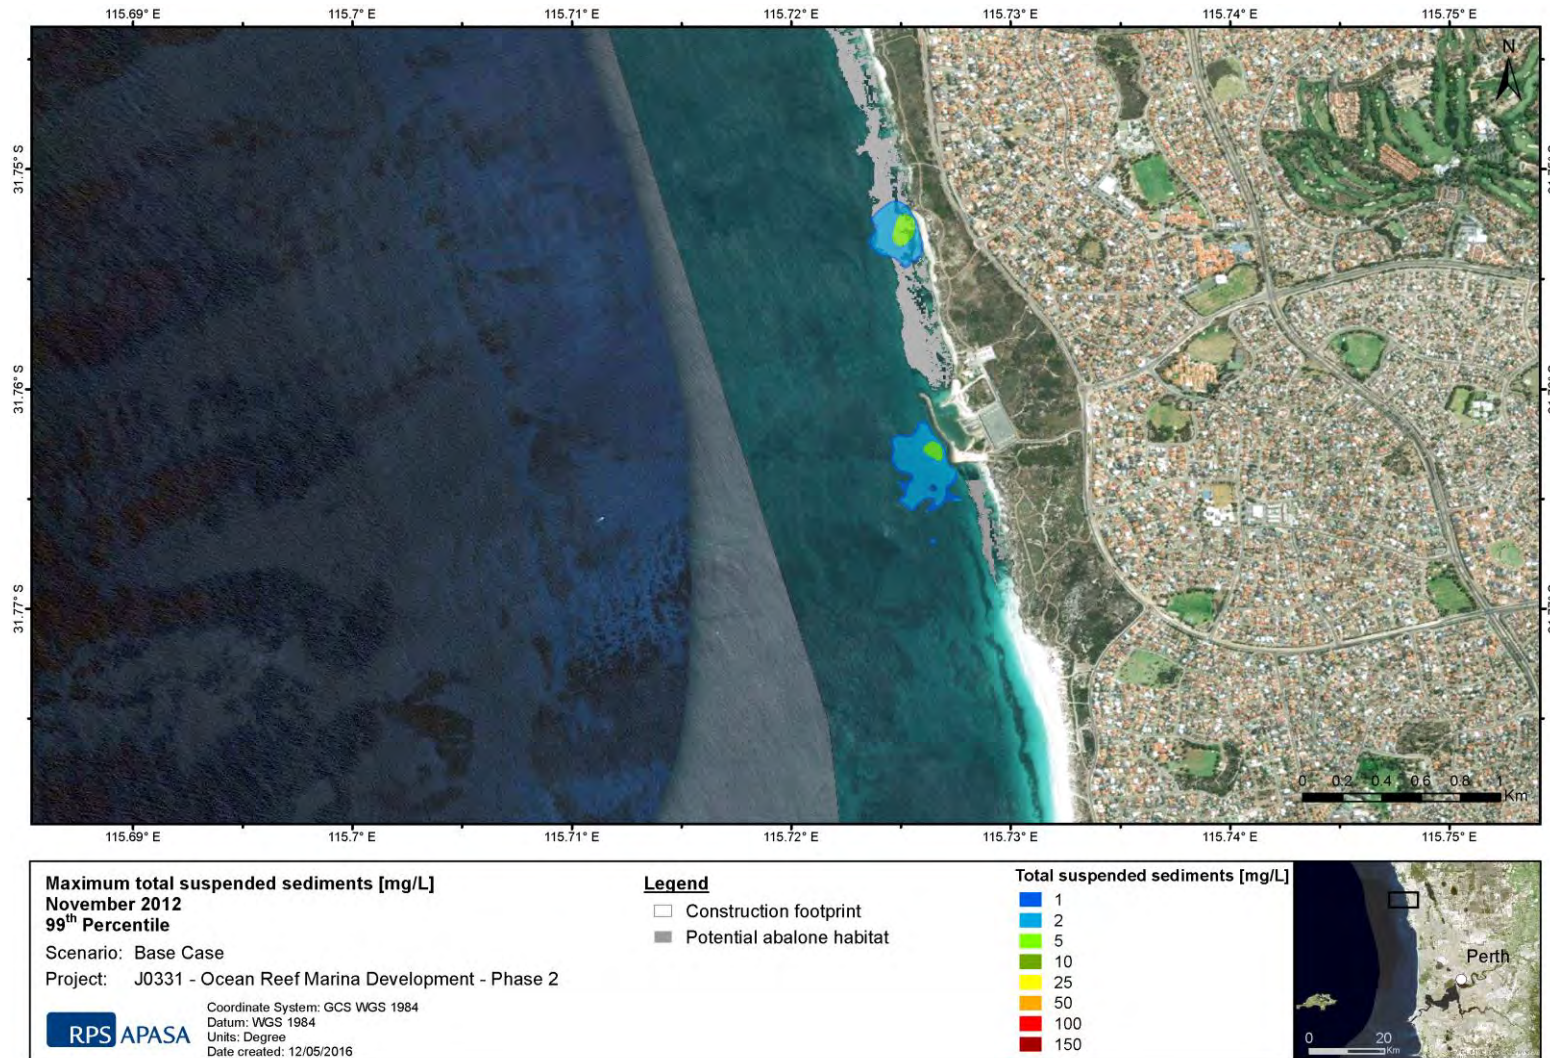 115.69° E 115.7° E 115.71° E 115.72° E 115.73° E 115.74° E 115.75° E
N
31.75° S
31.76° S
31.77° S
0 0.2 0.4 0.6 0.8 1
Km
115.69° E 115.7° E 115.71° E 115.72° E 115.73° E 115.74° E 115.75° E
Maximum total suspended sediments [mg/L]
November 2012
99th Percentile
Scenario: Base Case
Project: J0331 - Ocean Reef Marina Development - Phase 2
RPS APASA
Coordinate System: GCS WGS 1984
Datum: WGS 1984
Units: Degree
Date created: 12/05/2016
Legend
Construction footprint
Potential abalone habitat
Total suspended sediments [mg/L]
1
2
5
10
25
50
100
150
Perth
0 20
Km